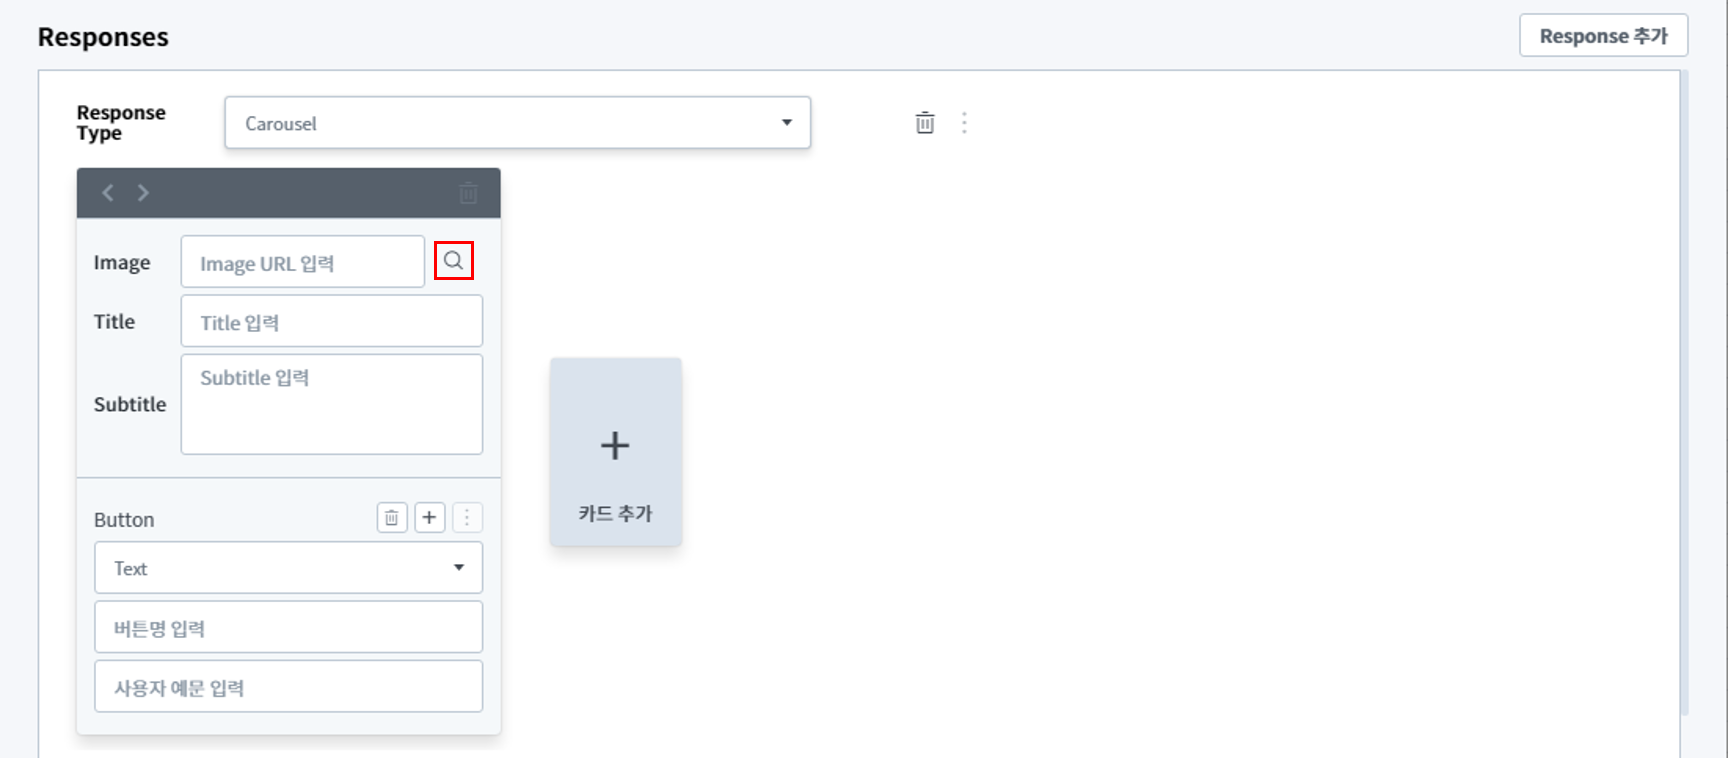 Responses
Response 추가
Response
Type
Carousel
Image
Image URL 입력
Title
Title 입력
Subtitle
Subtitle 입력
카드 추가
Button
Text
버튼명 입력
사용자 예문 입력